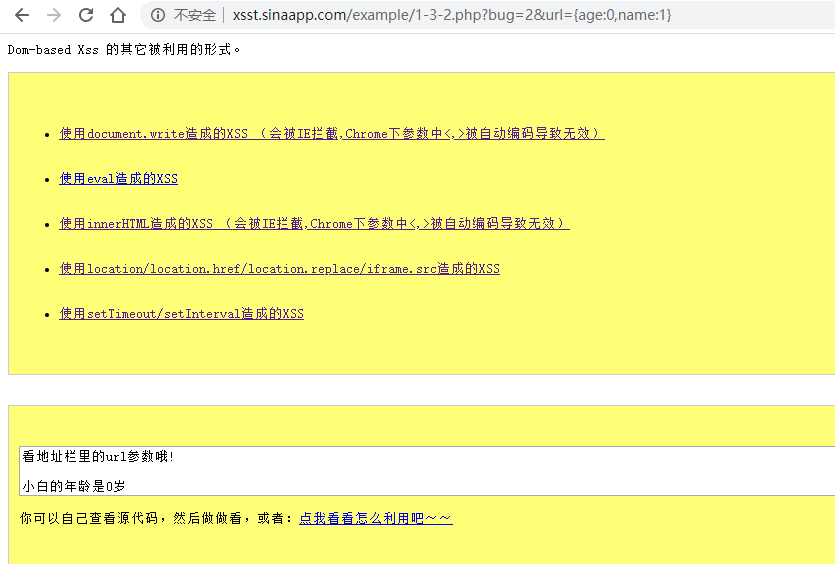 不安全 xsst.sinaapp.com/example/1-3-2.php?bug=2&url={age:0,name:1}
Dom-based Xss 的其它被利用的形式。
使用document.write造成的XSS （会被IE拦截,Chrome下参数中<,>被自动编码导致无效）
使用eval造成的XSS
使用innerHTML造成的XSS （会被IE拦截,Chrome下参数中<,>被自动编码导致无效）
使用location/location.href/location.replace/iframe.src造成的XSS
使用setTimeout/setInterval造成的XSS
看地址栏里的url参数哦!
小白的年龄是0岁
你可以自己查看源代码，然后做做看，或者：点我看看怎么利用吧～～